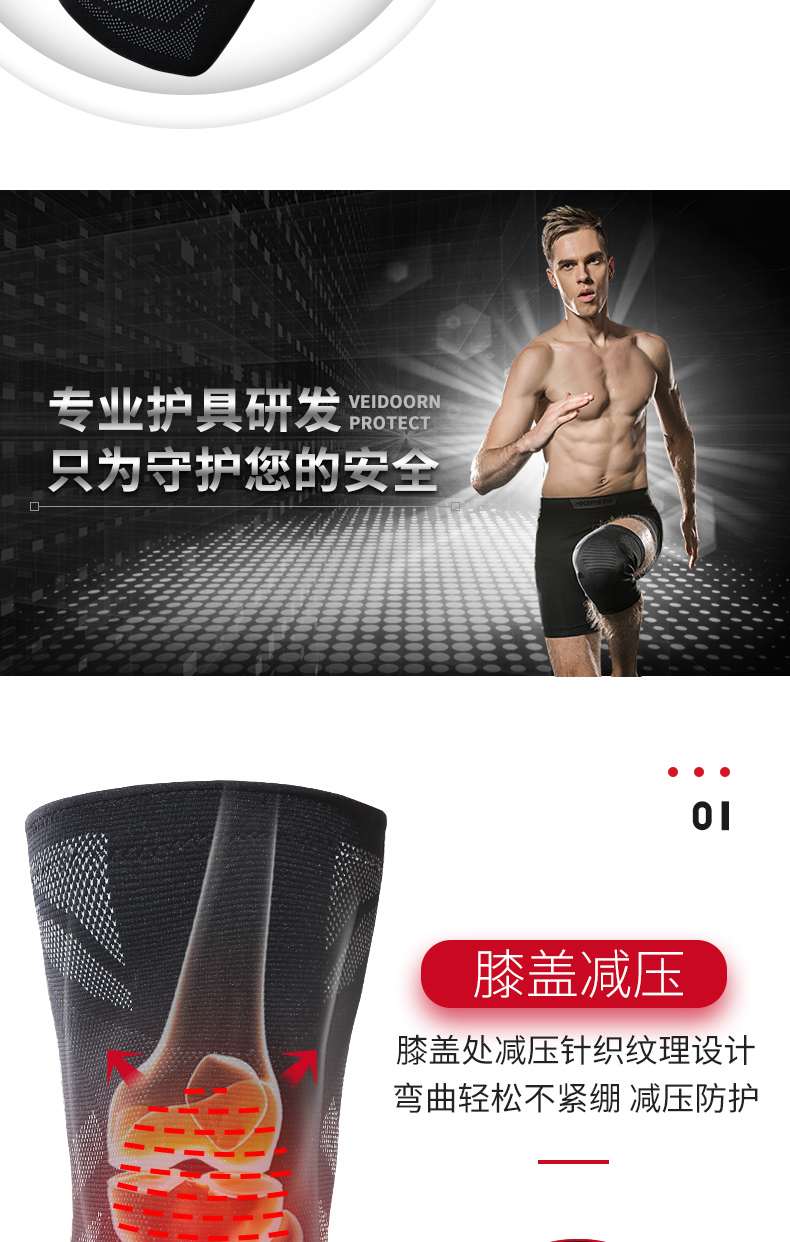 专业护具研发
VEIDOORN
PROTECT
只为守护您的安全
01
膝盖减压
膝盖处减压针织纹理设计
弯曲轻松不紧绷 减压防护